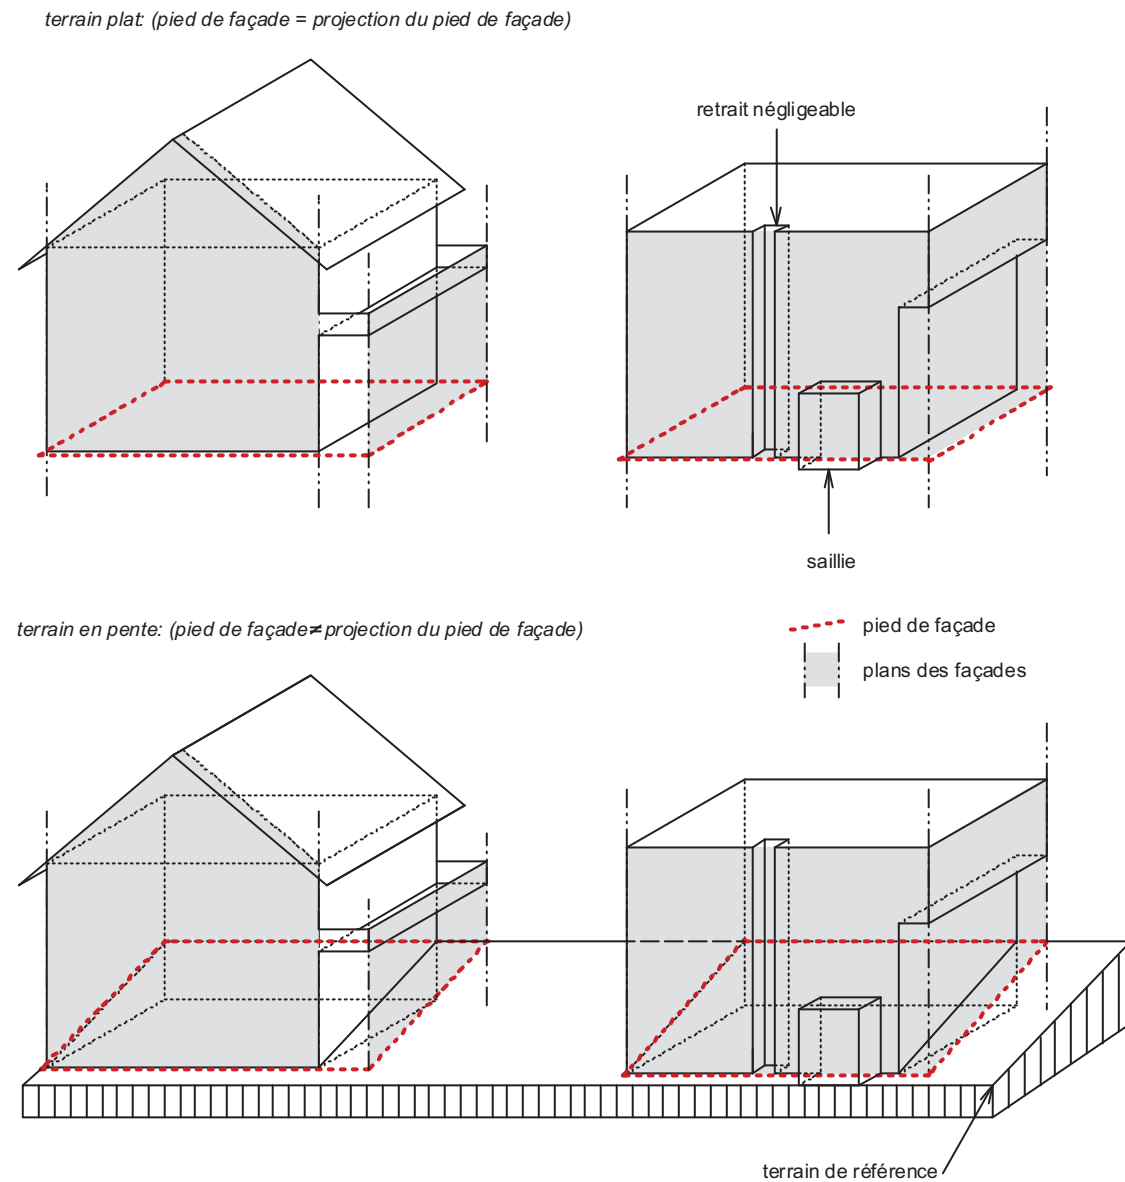 terrain plat: (pied de façade = projection du pied de façade)
retrait négligeable
saillie
terrain en pente: (pied de façade≠projection du pied de façade)
pied de façade
plans des façades
terrain de référence